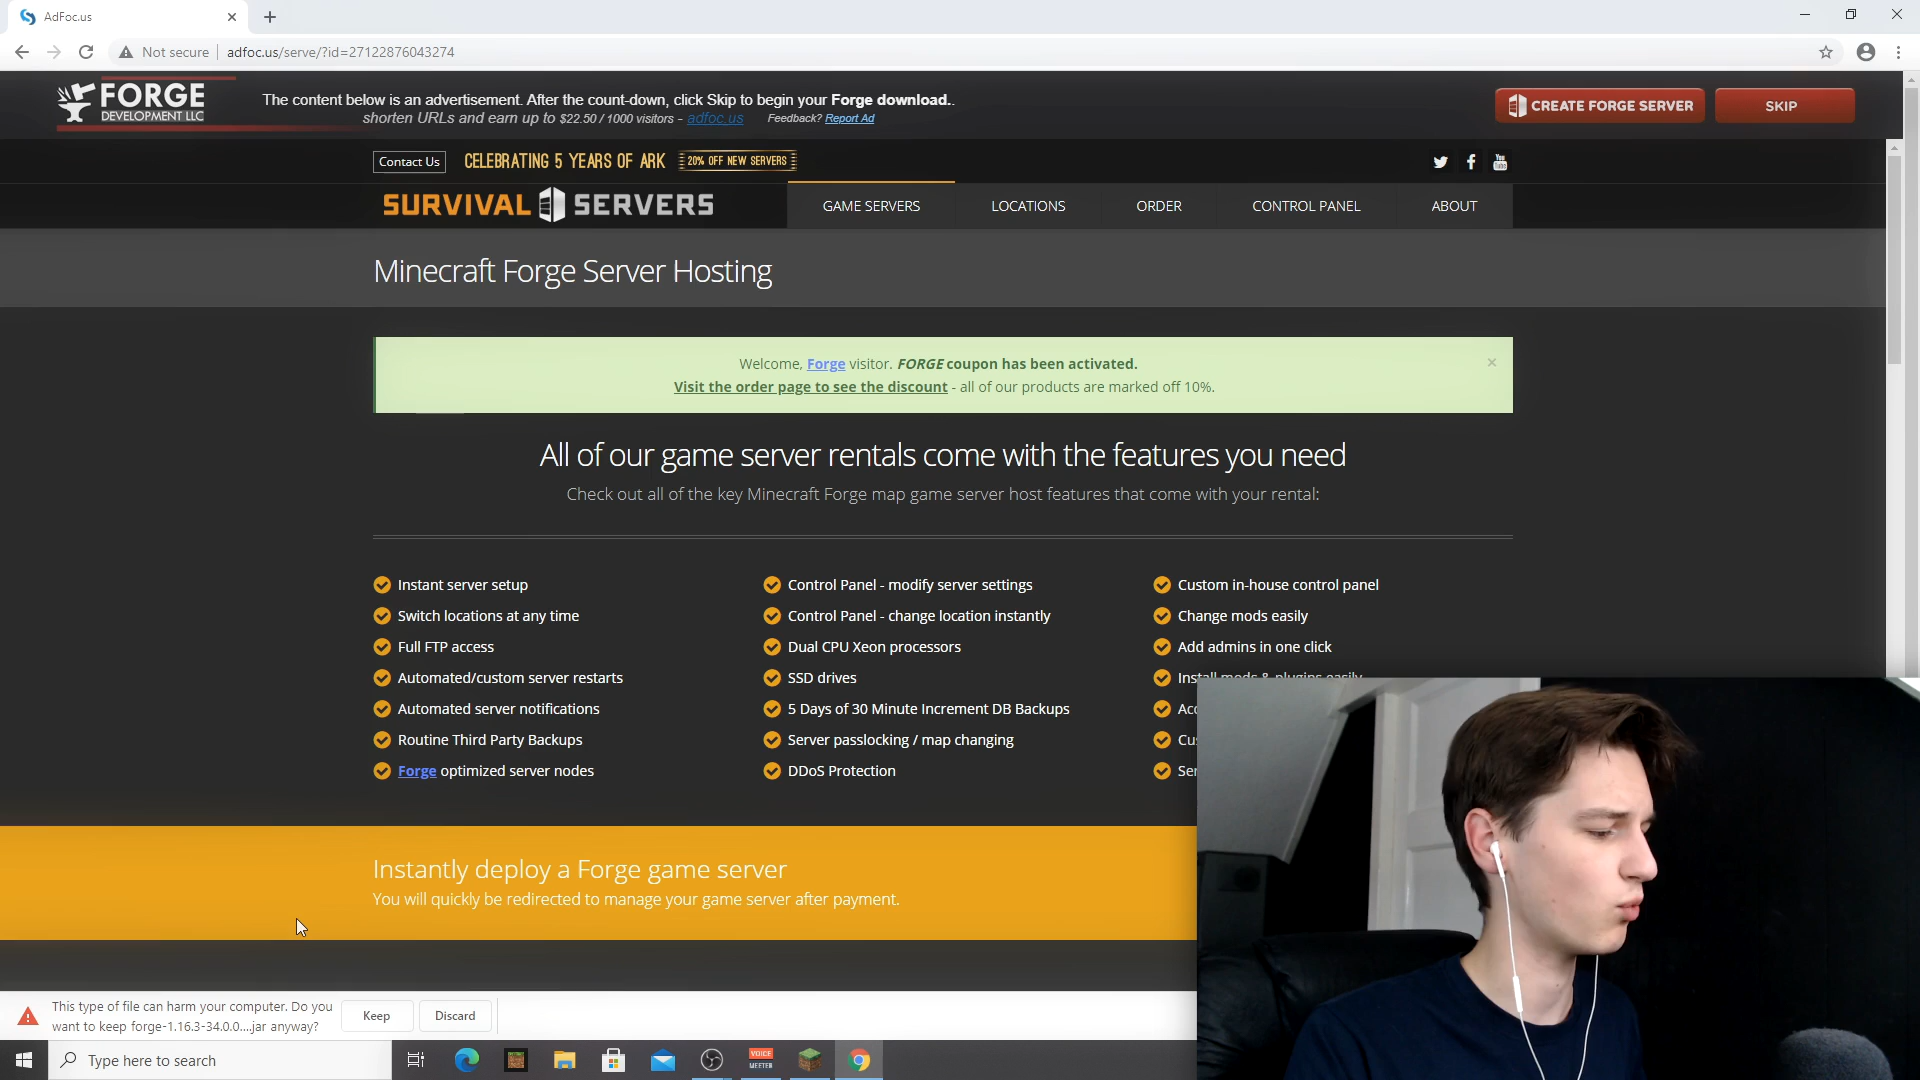 AdFoc.us
Not secure
adfoc.us/serve/?id=27122876043274
FORGE
DEVELOPMENT LLC
The content below is an advertisement. After the count-down, click Skip to begin your Forge download..
shorten URLs and earn up to $22.50 / 1000 visitors - adfoc.us Feedback? Report Ad
CREATE FORGE SERVER
SKIP
Contact Us
CELEBRATING 5 YEARS OF ARK
20% OFF NEW SERVERS
You
SURVIVAL SERVERS
GAME SERVERS
LOCATIONS
ORDER
CONTROL PANEL
ABOUT
Minecraft Forge Server Hosting
Welcome, Forge visitor. FORGE coupon has been activated.
Visit the order page to see the discount - all of our products are marked off 10%.
All of our game server rentals come with the features you need
Check out all of the key Minecraft Forge map game server host features that come with your rental:
Instant server setup
Switch locations at any time
Full FTP access
Automated/custom server restarts
Automated server notifications
Routine Third Party Backups
Forge optimized server nodes
Control Panel - modify server settings
Control Panel - change location instantly
Dual CPU Xeon processors
SSD drives
5 Days of 30 Minute Increment DB Backups
Server passlocking / map changing
DDoS Protection
Custom in-house control panel
Change mods easily
Add admins in one click
Install mods & plugins easily
Instantly deploy a Forge game server
You will quickly be redirected to manage your game server after payment.
This type of file can harm your computer. Do you
want to keep forge-1.16.3-34.0.0....jar anyway?
Keep
Discard
Type here to search
VOICE
MEETER